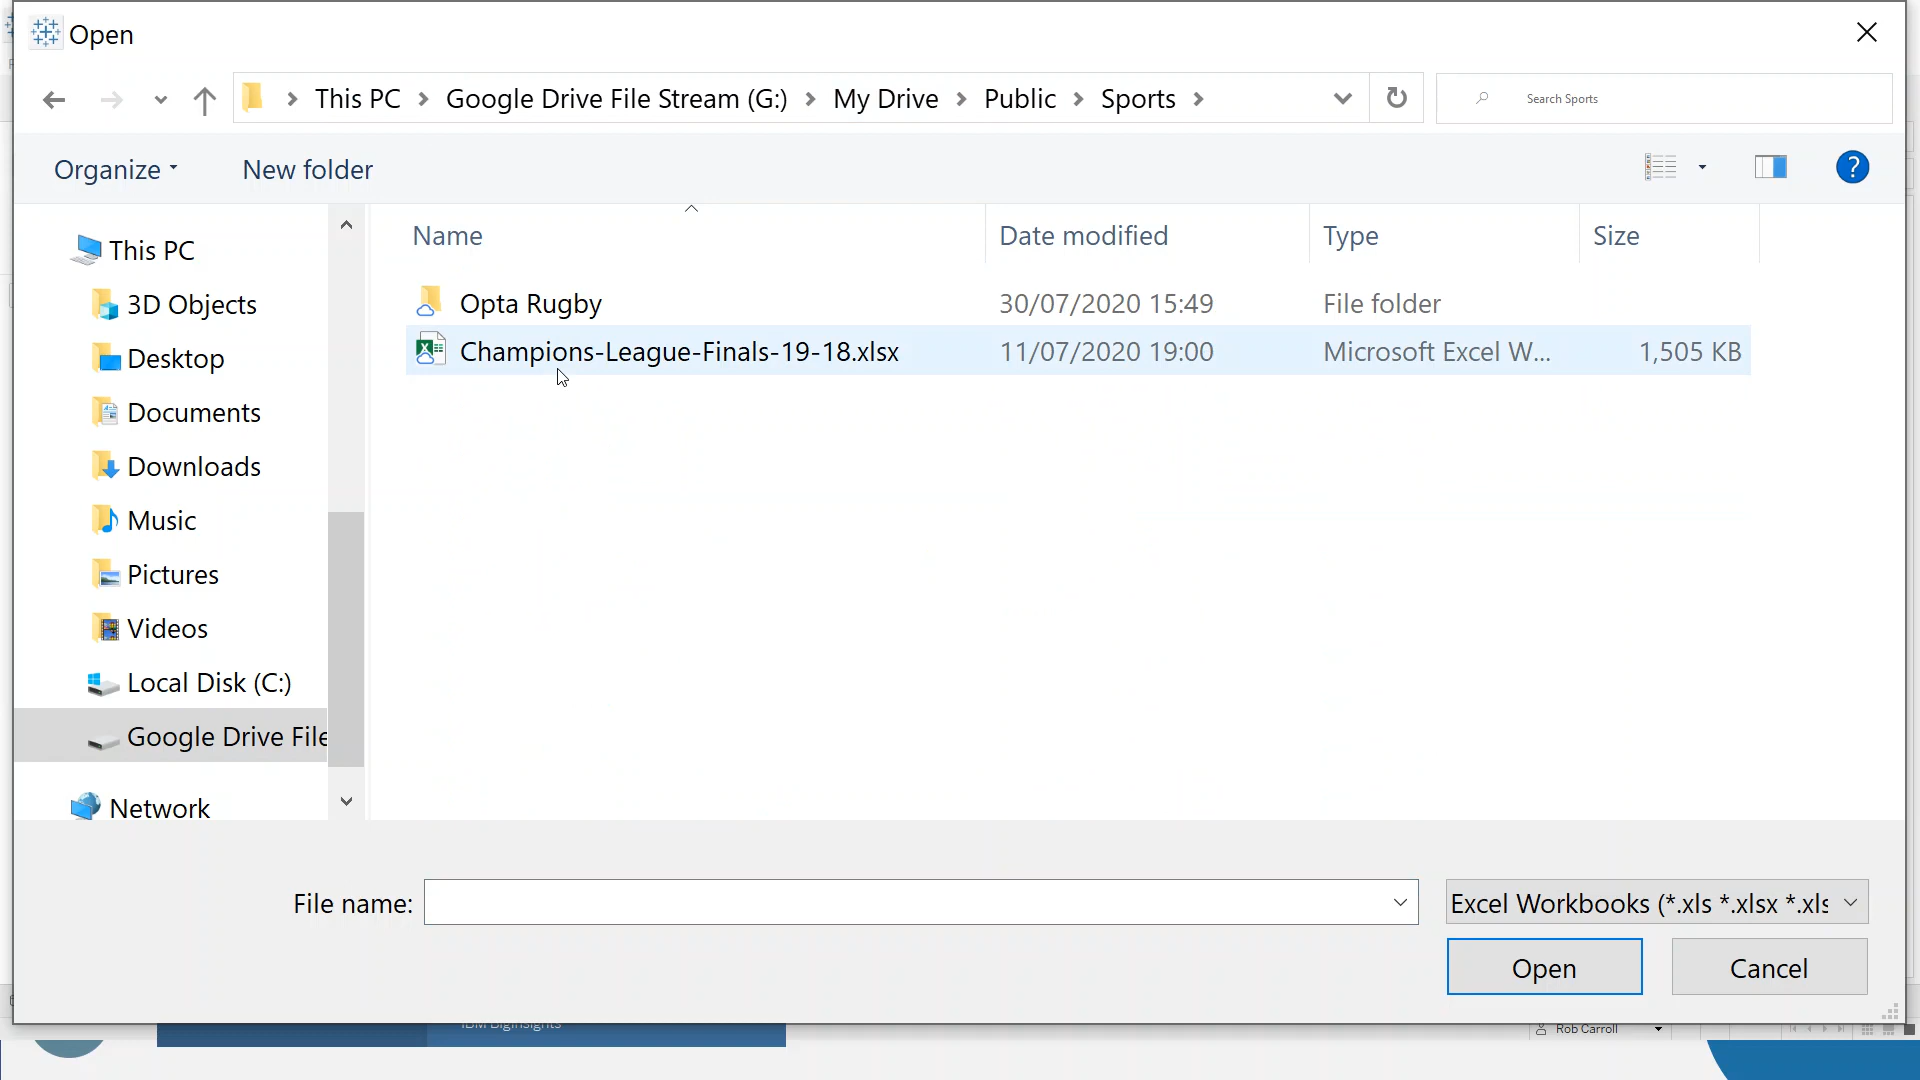 Open
This PC
Google Drive File Stream (G:)
My Drive
Public
Sports
Search Sports
Organize
New folder
?
Name
Date modified
Type
Size
Opta Rugby
30/07/2020 15:49
File folder
Champions-League-Finals-19-18.xlsx
11/07/2020 19:00
Microsoft Excel W...
1,505 KB
This PC
3D Objects
Desktop
Documents
Downloads
Music
Pictures
Videos
Local Disk (C:)
Google Drive File
Network
File name:
Excel Workbooks (*.xls *.xlsx *.xls
Open
Cancel
IBM BigInsights
Rob Carroll